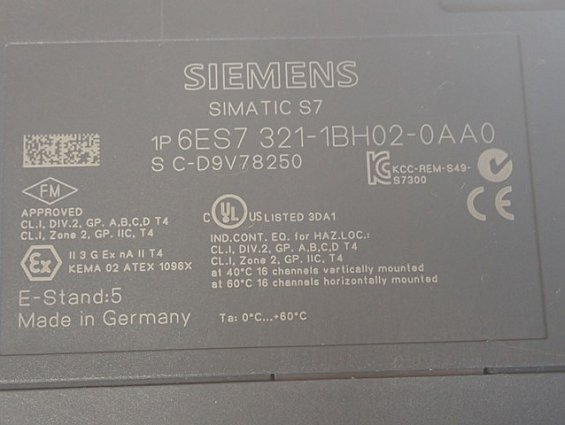 SIEMENS
SIMATIC S7
1P 6ES7 321-1BH02-0AA0
S C-D9V78250
KCC-REM-S49-
S7300
FM
APPROVED
CL.I, DIV.2, GP. A,B,C,D T4
CL.I, Zone 2, GP. IIC, T4
Ex
II 3 G Ex nA II T4
KEMA 02 ATEX 1096X
E-Stand:5
Made in Germany
C UL US LISTED 3DA1
IND.CONT. EQ. for HAZ.LOC.:
CL.I, DIV.2, GP. A,B,C,D T4
CL.I, Zone 2, GP. IIC, T4
at 40°C 16 channels vertically mounted
at 60°C 16 channels horizontally mounted
Ta: 0°C...+60°C
CE